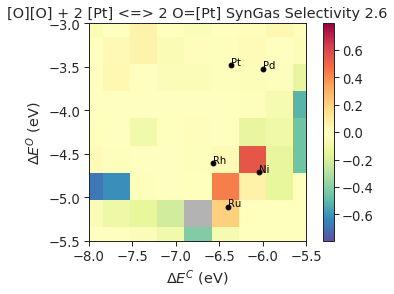 [O][O] + 2 [Pt] <=> 2 O=[Pt] SynGas Selectivity 2.6
−3.0
−3.5
−4.0
−4.5
−5.0
−5.5
ΔE^O (eV)
Pt
Pd
Rh
Ni
Ru
−8.0 −7.5 −7.0 −6.5 −6.0 −5.5
ΔE^C (eV)
0.6
0.4
0.2
0.0
−0.2
−0.4
−0.6